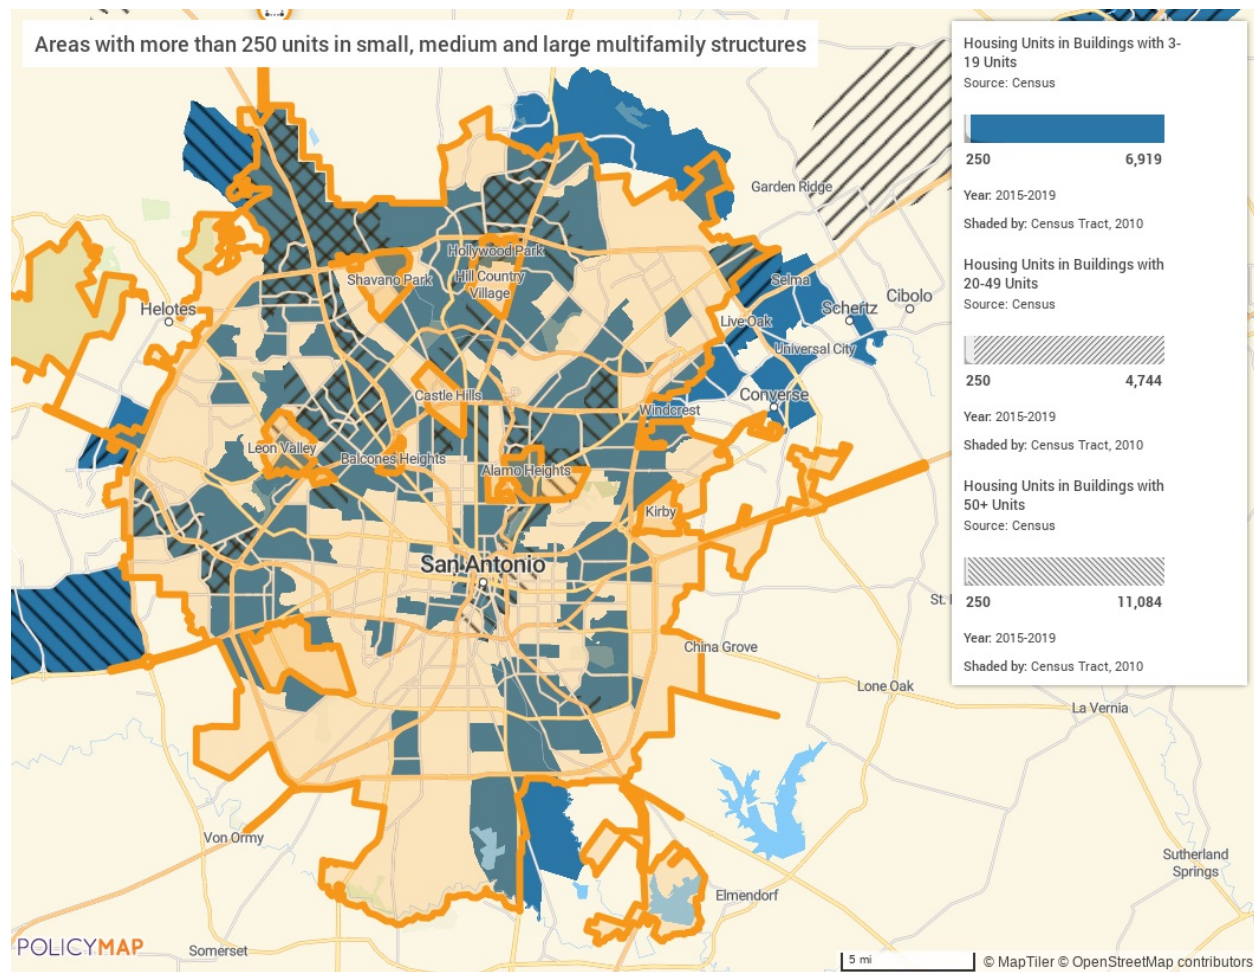 Areas with more than 250 units in small, medium and large multifamily structures
Housing Units in Buildings with 3-
19 Units
Source: Census
250 6,919
Year: 2015-2019
Shaded by: Census Tract, 2010
Housing Units in Buildings with
20-49 Units
Source: Census
250 4,744
Year: 2015-2019
Shaded by: Census Tract, 2010
Housing Units in Buildings with
50+ Units
Source: Census
250 11,084
Year: 2015-2019
Shaded by: Census Tract, 2010
Garden Ridge
Hollywood Park
Shavano Park
Hill Country
Village
Selma
Helotes
Schertz
Cibolo
Live Oak
Universal City
Castle Hills
Converse
Windcrest
Leon Valley
Balcones Heights
Alamo Heights
Kirby
San Antonio
St.
China Grove
Lone Oak
La Vernia
Von Ormy
Sutherland
Springs
Elmendorf
Somerset
POLICYMAP
5 mi
© MapTiler © OpenStreetMap contributors